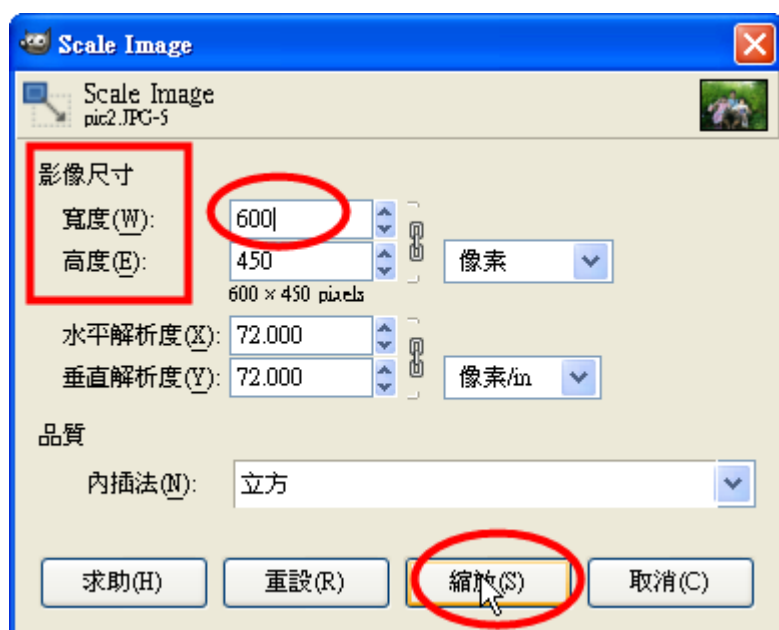 Scale Image
Scale Image
pic2.JPG-5
影像尺寸
寬度(W): 600
高度(E): 450 像素
600 × 450 pixels
水平解析度(X): 72.000
垂直解析度(Y): 72.000 像素/in
品質
內插法(N): 立方
求助(H) 重設(R) 縮放(S) 取消(C)